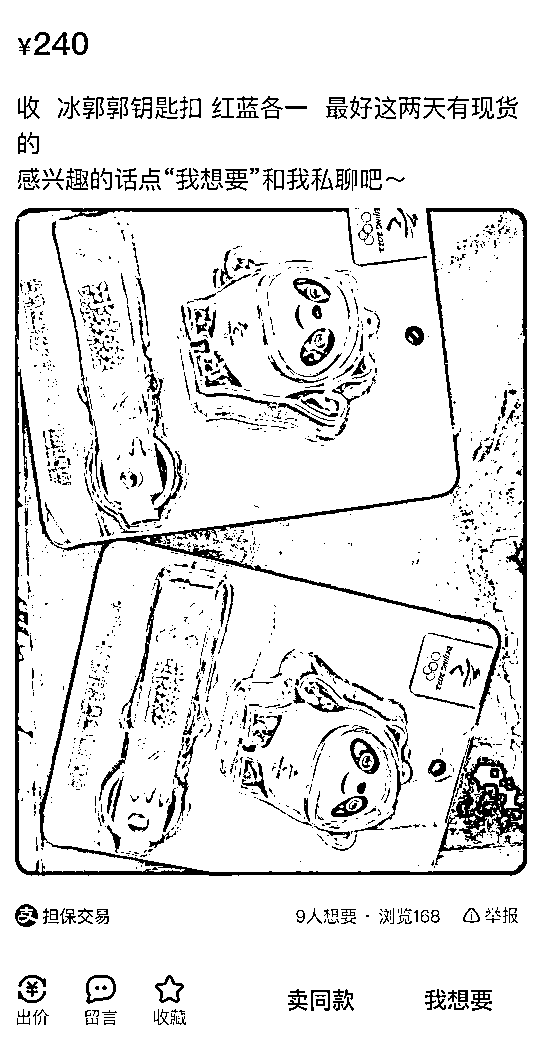 ¥240
收 冰郭郭钥匙扣 红蓝各一 最好这两天有现货
的
感兴趣的话点“我想要”和我私聊吧～
BEIJING 2022
支 担保交易
9人想要 · 浏览168
举报
出价
留言
收藏
卖同款
我想要